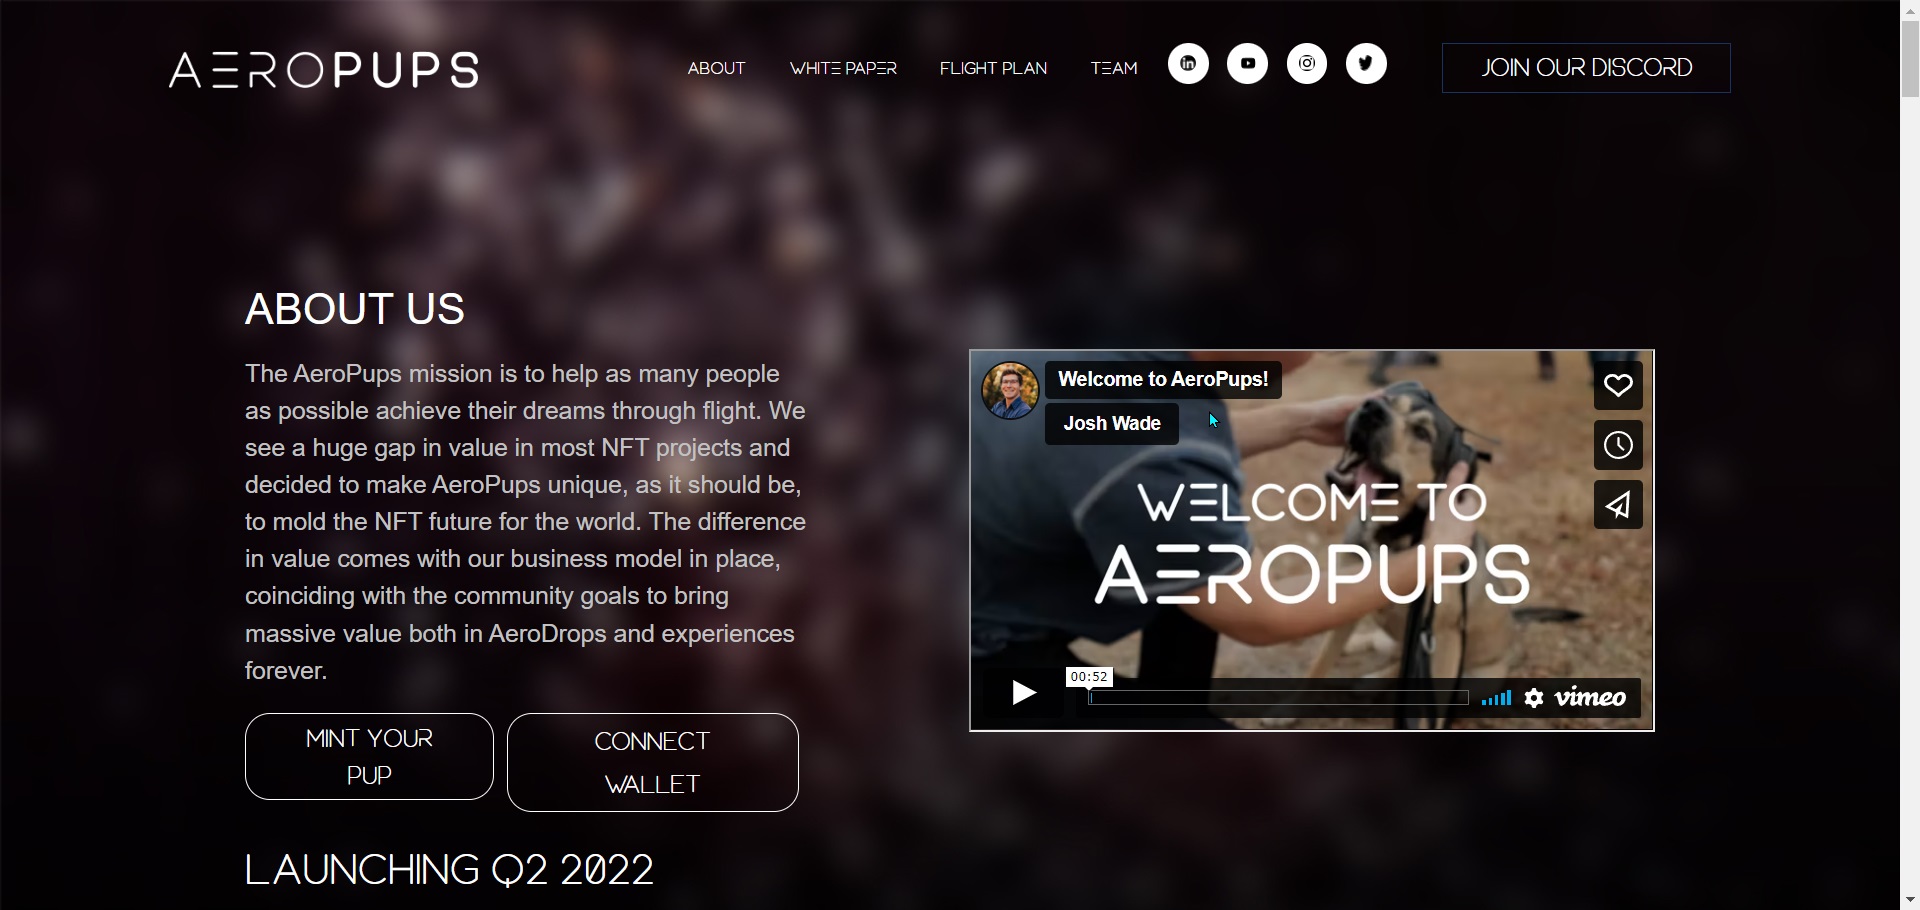 AEROPUPS
ABOUT
WHITE PAPER
FLIGHT PLAN
TEAM
JOIN OUR DISCORD
ABOUT US
The AeroPups mission is to help as many people
as possible achieve their dreams through flight. We
see a huge gap in value in most NFT projects and
decided to make AeroPups unique, as it should be,
to mold the NFT future for the world. The difference
in value comes with our business model in place,
coinciding with the community goals to bring
massive value both in AeroDrops and experiences
forever.
MINT YOUR
PUP
CONNECT
WALLET
LAUNCHING Q2 2022
Welcome to AeroPups!
Josh Wade
WELCOME TO
AEROPUPS
00:52
vimeo